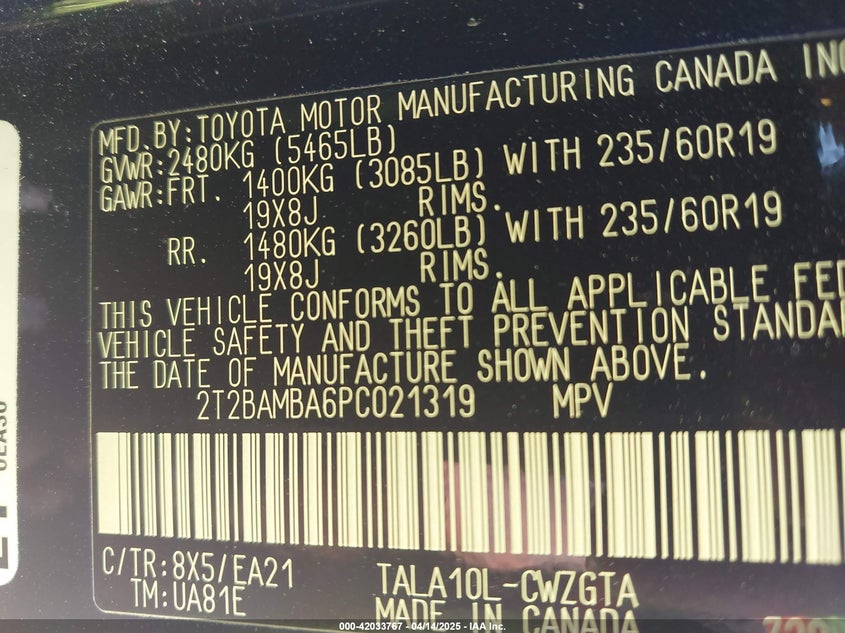 MFD.BY:TOYOTA MOTOR MANUFACTURING CANADA INC
GVWR:2480KG (5465LB)
GAWR:FRT. 1400KG (3085LB) WITH 235/60R19
19X8J RIMS.
RR. 1480KG (3260LB) WITH 235/60R19
19X8J RIMS.
THIS VEHICLE CONFORMS TO ALL APPLICABLE FED
VEHICLE SAFETY AND THEFT PREVENTION STANDAR
THE DATE OF MANUFACTURE SHOWN ABOVE.
2T2BAMBA6PC021319 MPV
C/TR:8X5/EA21 TALA10L-CWZGTA
TM:UA81E MADE IN CANADA
000-42033767 - 04/14/2025 - IAA Inc.